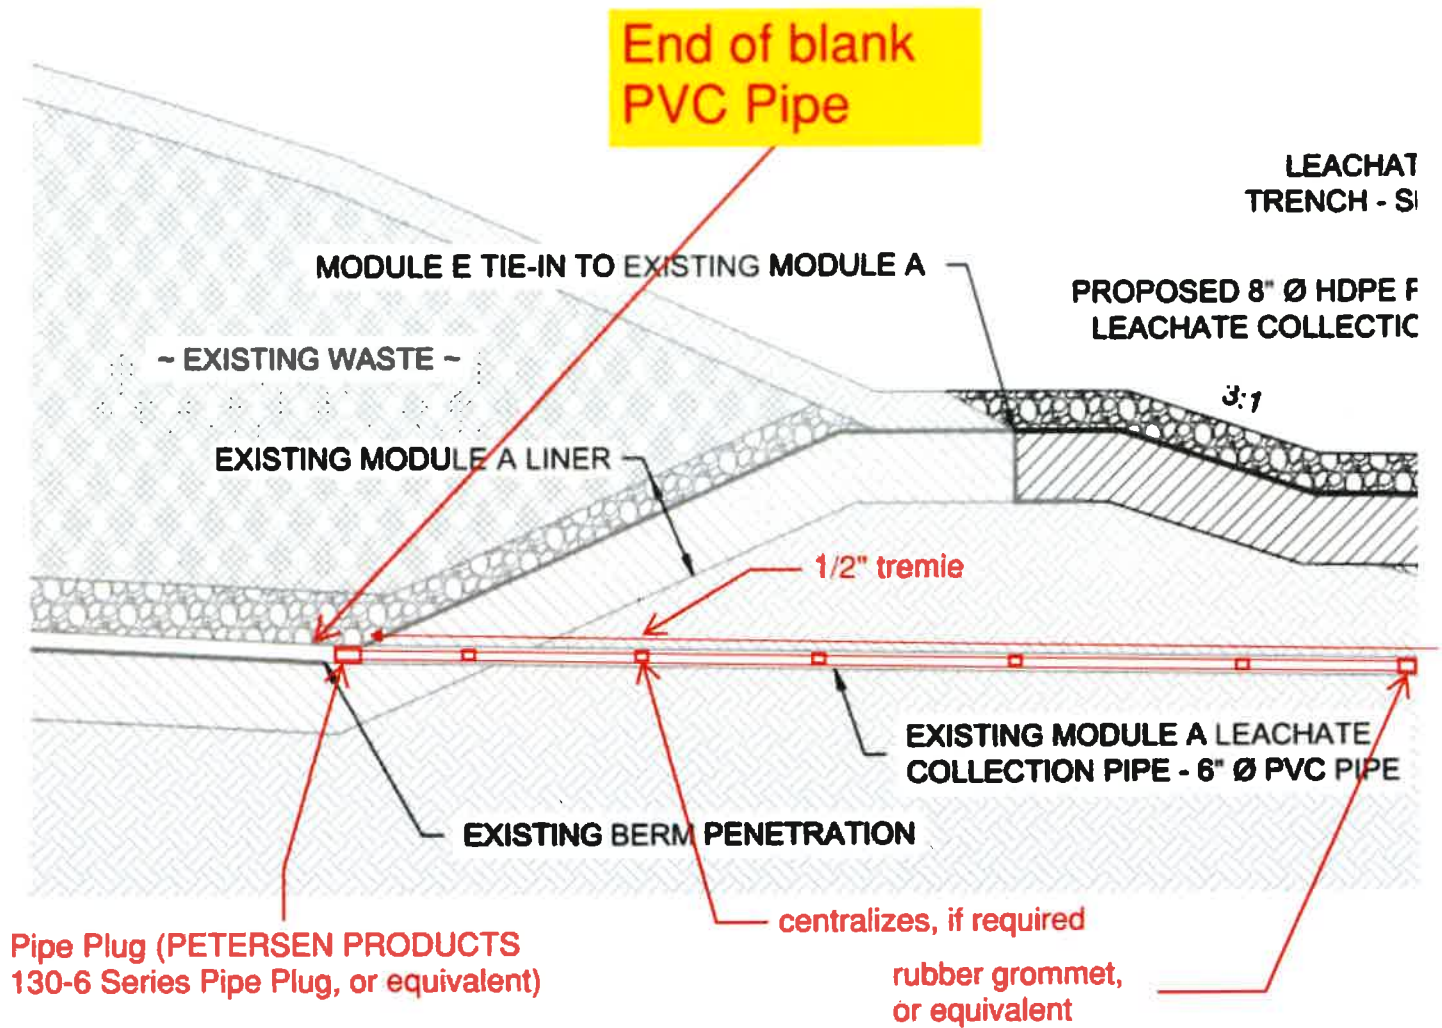 End of blank
PVC Pipe
LEACHAT
TRENCH - S
MODULE E TIE-IN TO EXISTING MODULE A
PROPOSED 8" Ø HDPE
LEACHATE COLLECTIC
~ EXISTING WASTE ~
3:1
EXISTING MODULE A LINER
1/2" tremie
EXISTING MODULE A LEACHATE
COLLECTION PIPE - 6" Ø PVC PIPE
EXISTING BERM PENETRATION
centralizes, if required
Pipe Plug (PETERSEN PRODUCTS
130-6 Series Pipe Plug, or equivalent)
rubber grommet,
or equivalent